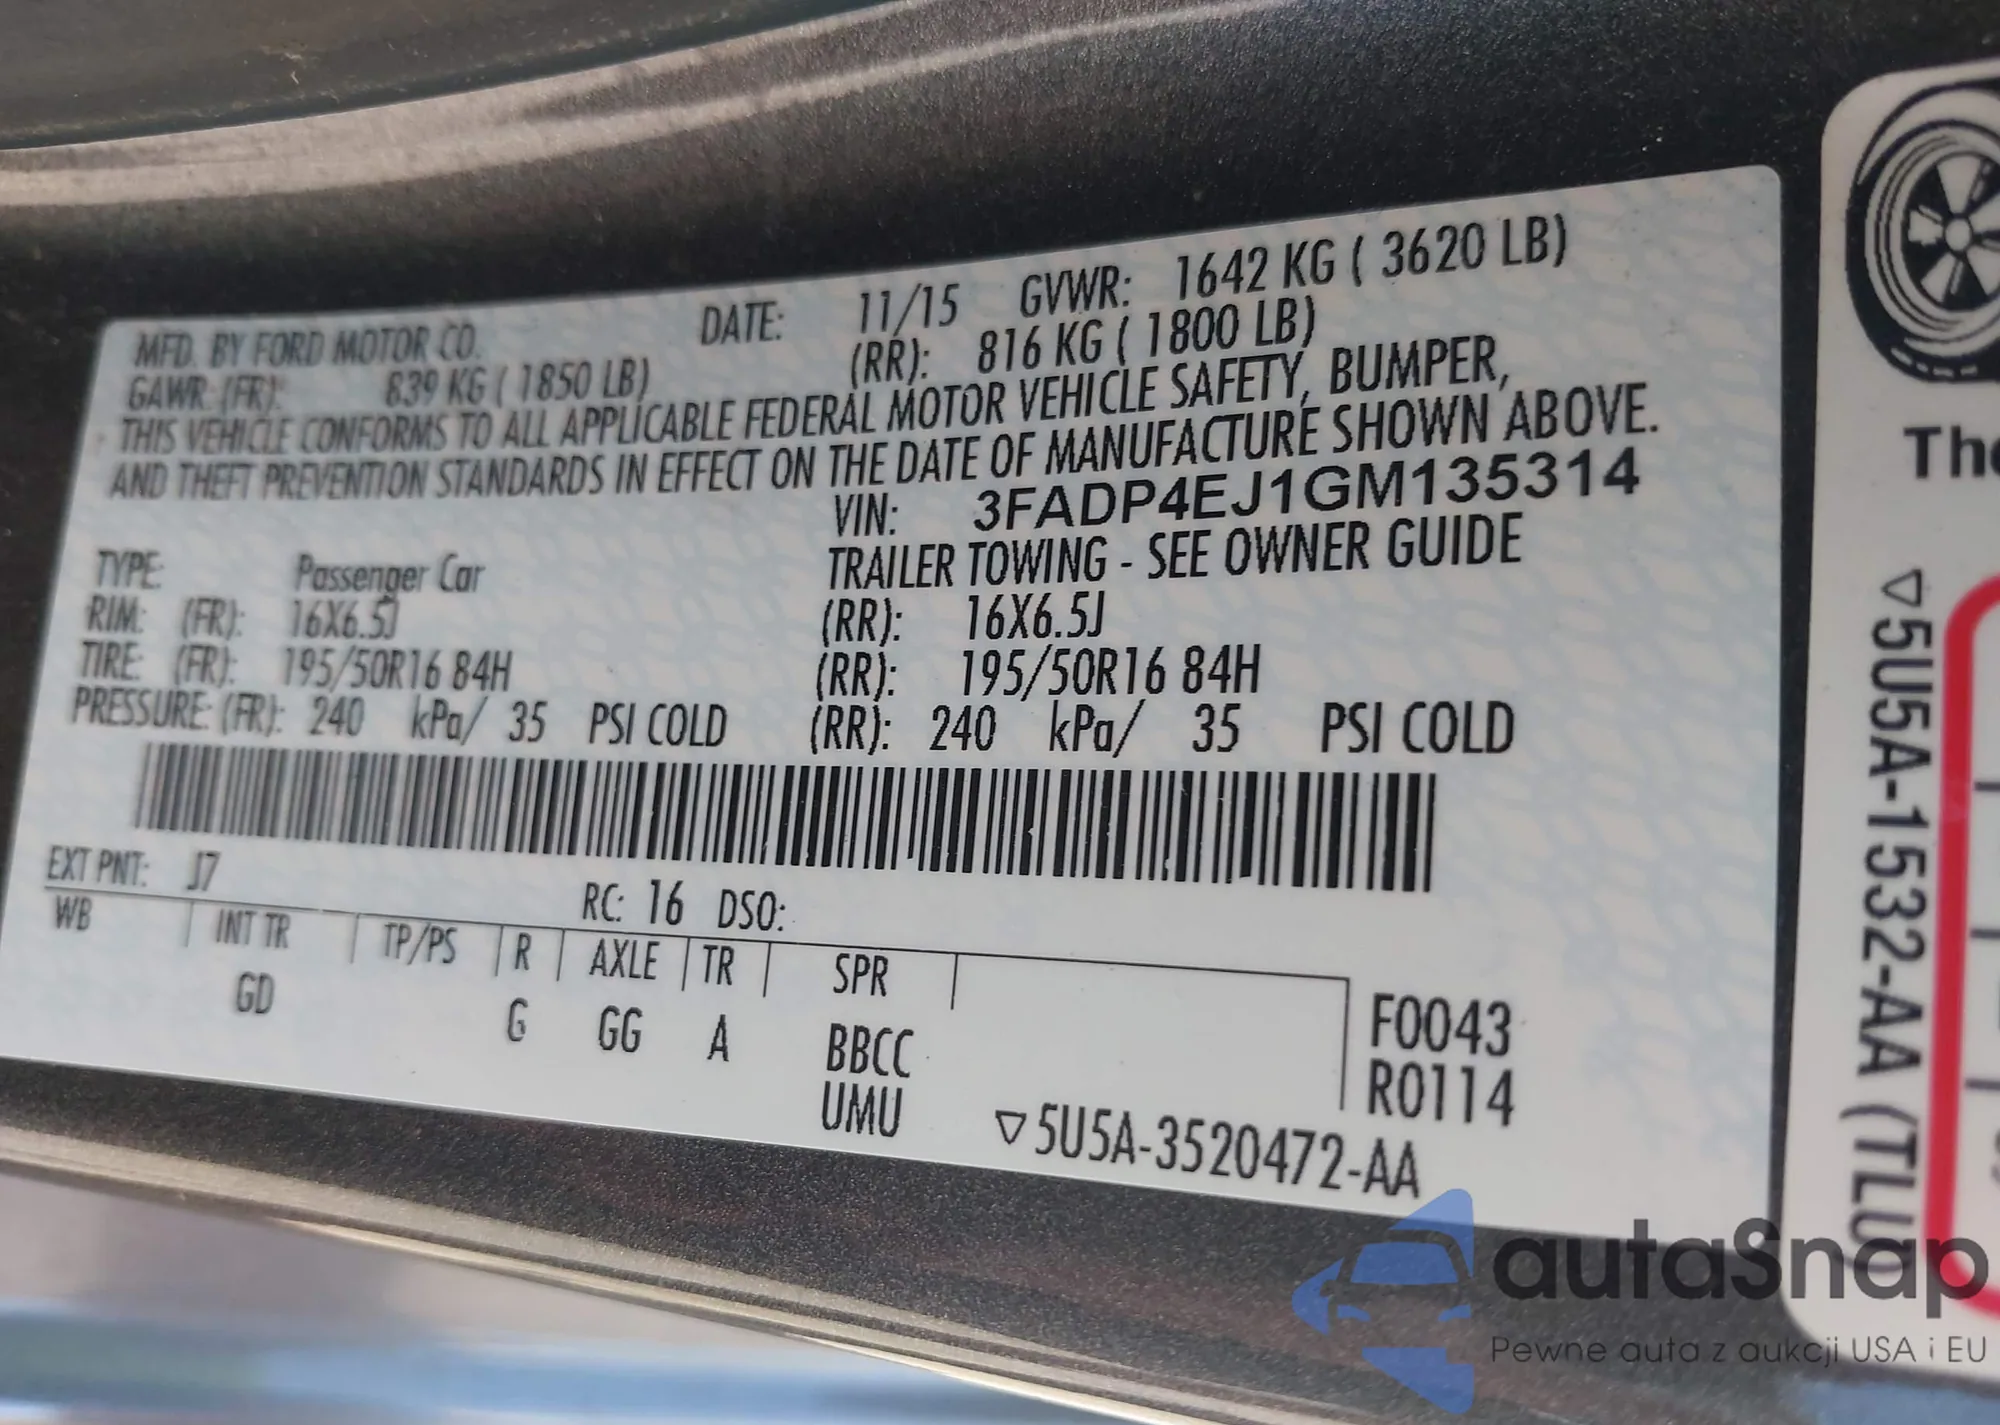 MFD. BY FORD MOTOR CO. DATE: 11/15 GVWR: 1642 KG ( 3620 LB)
GAWR: (FR): 839 KG ( 1850 LB) (RR): 816 KG ( 1800 LB)
THIS VEHICLE CONFORMS TO ALL APPLICABLE FEDERAL MOTOR VEHICLE SAFETY, BUMPER,
AND THEFT PREVENTION STANDARDS IN EFFECT ON THE DATE OF MANUFACTURE SHOWN ABOVE.
VIN: 3FADP4EJ1GM135314
TYPE: Passenger Car TRAILER TOWING - SEE OWNER GUIDE
RIM: (FR): 16X6.5J (RR): 16X6.5J
TIRE: (FR): 195/50R16 84H (RR): 195/50R16 84H
PRESSURE: (FR): 240 kPa/ 35 PSI COLD (RR): 240 kPa/ 35 PSI COLD
EXT PNT: J7 RC: 16 DSO:
WB INT TR TP/PS R AXLE TR SPR
GD G GG A BBCC F0043
UMU R0114
▽5U5A-3520472-AA
▽5U5A-1532-AA (TLU)
autaSnap
Pewne auta z aukcji USA i EU